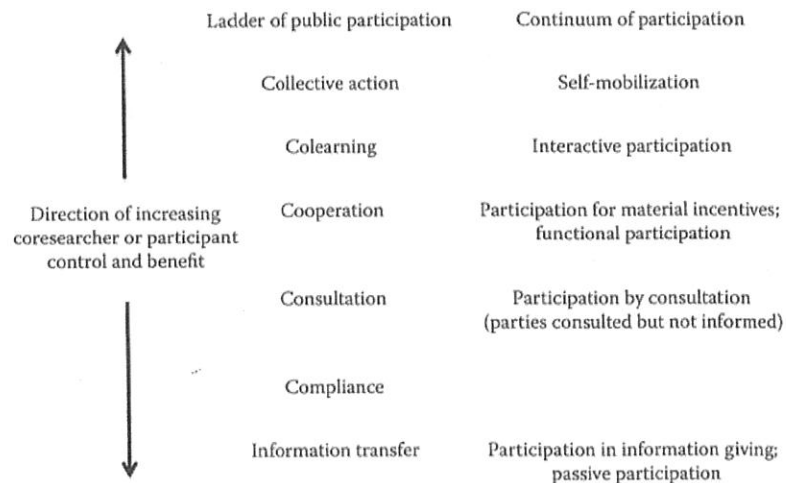 Ladder of public participation
Continuum of participation
Collective action
Self-mobilization
Colearning
Interactive participation
Direction of increasing
coresearcher or participant
control and benefit
Cooperation
Participation for material incentives;
functional participation
Consultation
Participation by consultation
(parties consulted but not informed)
Compliance
Information transfer
Participation in information giving;
passive participation